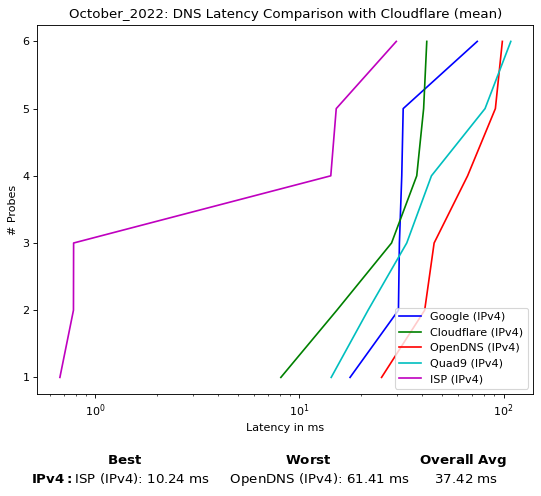 October_2022: DNS Latency Comparison with Cloudflare (mean)
6
5
4
3
2
1
# Probes
Google (IPv4)
Cloudflare (IPv4)
OpenDNS (IPv4)
Quad9 (IPv4)
ISP (IPv4)
10⁰ 10¹ 10²
Latency in ms
Best Worst Overall Avg
IPv4: ISP (IPv4): 10.24 ms OpenDNS (IPv4): 61.41 ms 37.42 ms